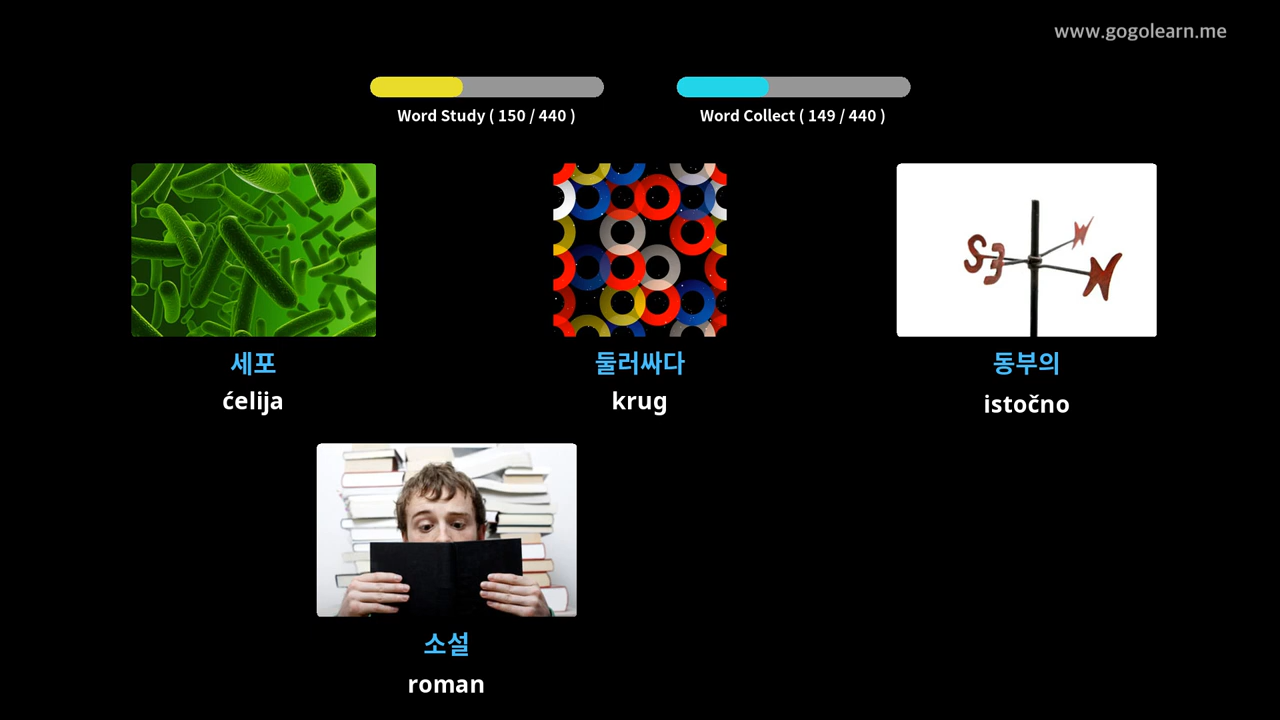 www.gogolearn.me
Word Study ( 150 / 440 )
Word Collect ( 149 / 440 )
세포
ćelija
둘러싸다
krug
동부의
istočno
소설
roman